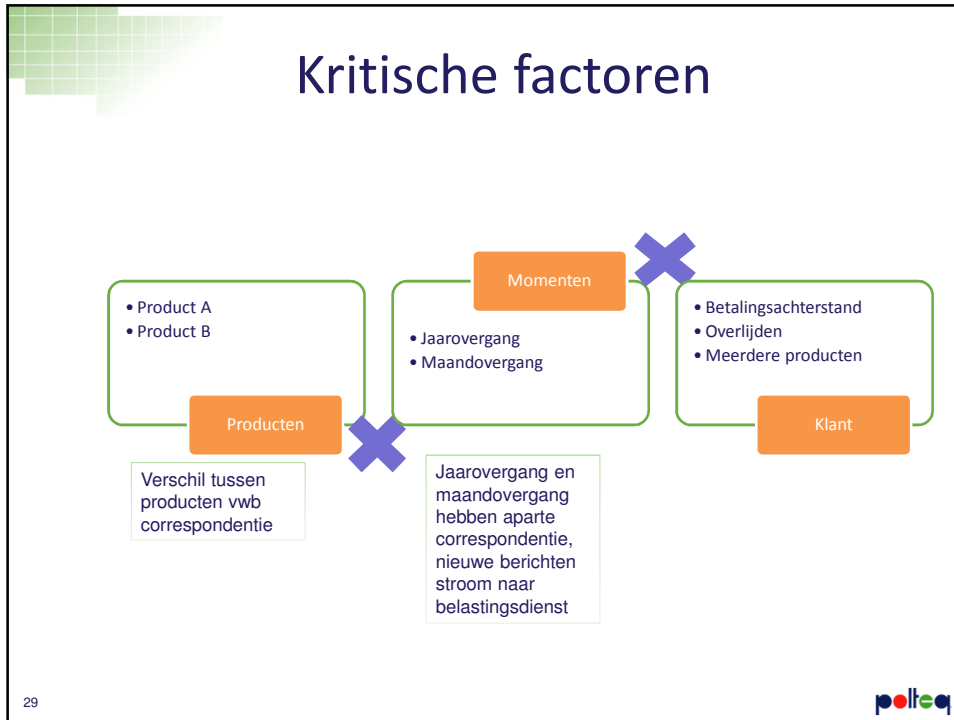 Kritische factoren
• Product A
• Product B
Producten
Momenten
• Jaarovergang
• Maandovergang
• Betalingsachterstand
• Overlijden
• Meerdere producten
Klant
Verschil tussen
producten vwb
correspondentie
Jaarovergang en
maandovergang
hebben aparte
correspondentie,
nieuwe berichten
stroom naar
belastingsdienst
29
polteq